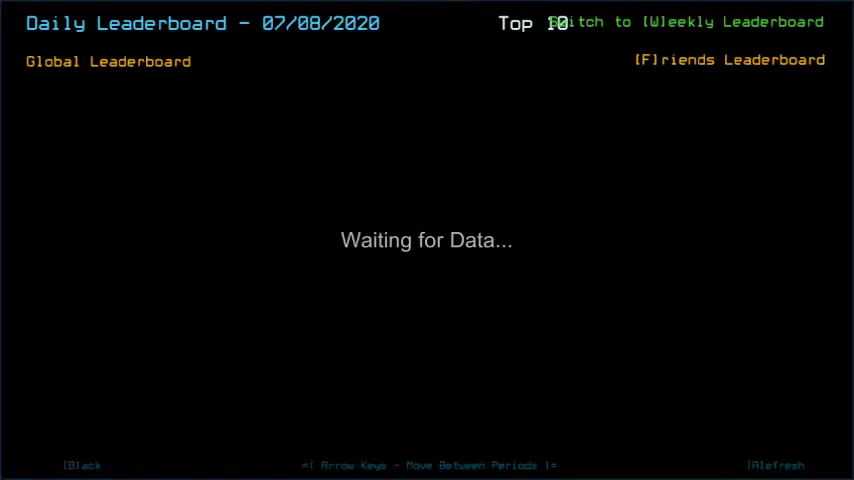 Daily Leaderboard - 07/08/2020 Top 10 Switch to [W]eekly Leaderboard
Global Leaderboard [F]riends Leaderboard
Waiting for Data...
[B]ack =[ Arrow Keys - Move Between Periods ]= [R]efresh